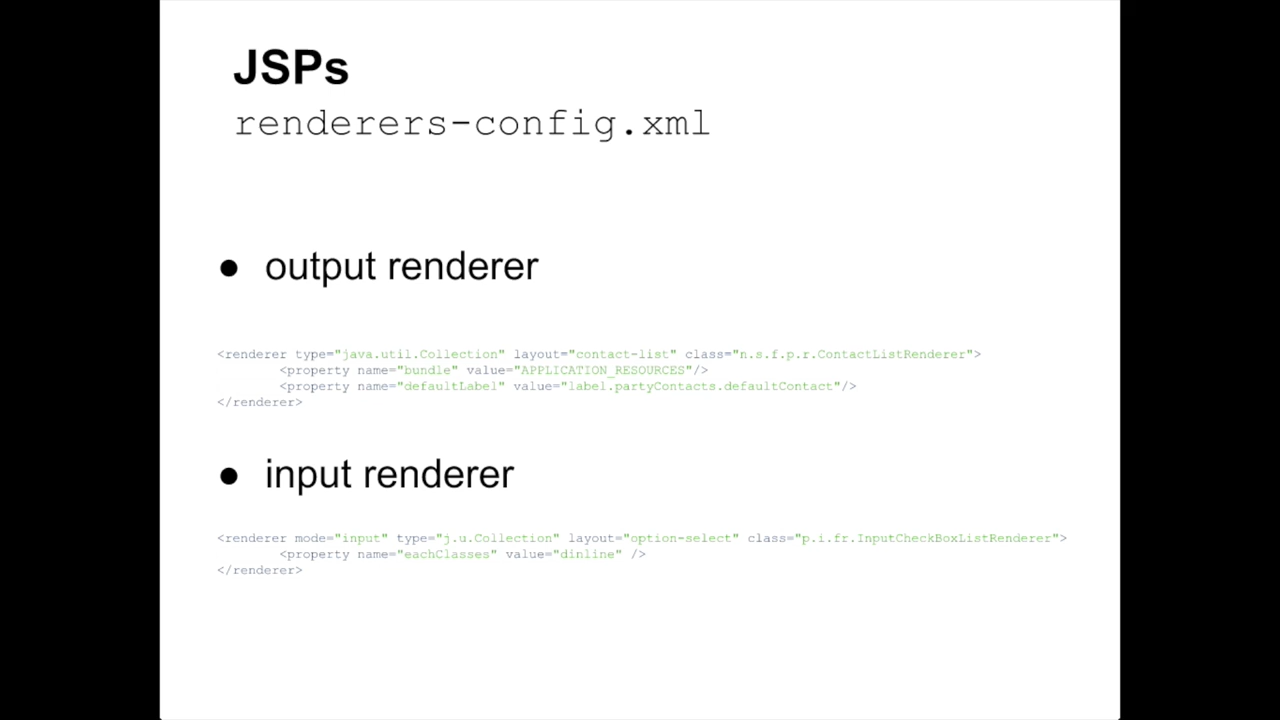 JSPs
renderers-config.xml
● output renderer
<renderer type="java.util.Collection" layout="contact-list" class="n.s.f.p.r.ContactListRenderer">
<property name="bundle" value="APPLICATION_RESOURCES"/>
<property name="defaultLabel" value="label.partyContacts.defaultContact"/>
</renderer>
● input renderer
<renderer mode="input" type="j.u.Collection" layout="option-select" class="p.i.fr.InputCheckBoxListRenderer">
<property name="eachClasses" value="dinline" />
</renderer>